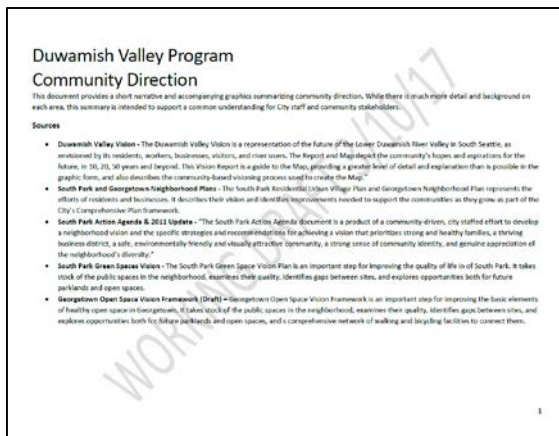 Duwamish Valley Program
Community Direction
This document provides a short narrative and accompanying graphics summarizing community direction. While there is much more detail and background on
each area, this summary is intended to support a common understanding for City staff and community stakeholders.
Sources
• Duwamish Valley Vision - The Duwamish Valley Vision is a representation of the future of the Lower Duwamish River Valley in South Seattle, as
envisioned by its residents, workers, businesses, visitors, and river users. The Report and Map depict the community's hopes and aspirations for the
future, in 10, 20, 50 years and beyond. This Vision Report is a guide to the Map, providing a greater level of detail and explanation than is possible in the
graphic form, and also describes the community-based visioning process used to create the Map."
• South Park and Georgetown Neighborhood Plans - The South Park Residential Urban Village Plan and Georgetown Neighborhood Plan represents the
efforts of residents and businesses. It describes their vision and identifies improvements needed to support the communities as they grow as part of the
City's Comprehensive Plan framework.
• South Park Action Agenda & 2011 Update - "The South Park Action Agenda document is a product of a community-driven, city staffed effort to develop
a neighborhood vision and the specific strategies and recommendations for achieving a vision that prioritizes strong and healthy families, a thriving
business district, a safe, environmentally friendly and visually attractive community, a strong sense of community identity, and genuine appreciation of
the neighborhood's diversity."
• South Park Green Spaces Vision - The South Park Green Space Vision Plan is an important step for improving the quality of life in of South Park. It takes
stock of the public spaces in the neighborhood, examines their quality, identifies gaps between sites, and explores opportunities both for future
parklands and open spaces.
• Georgetown Open Space Vision Framework (Draft) – Georgetown Open Space Vision Framework is an important step for improving the basic elements
of healthy open space in Georgetown. It takes stock of the public spaces in the neighborhood, examines their quality, identifies gaps between sites, and
explores opportunities both for future parklands and open spaces, and a comprehensive network of walking and bicycling facilities to connect them.
1